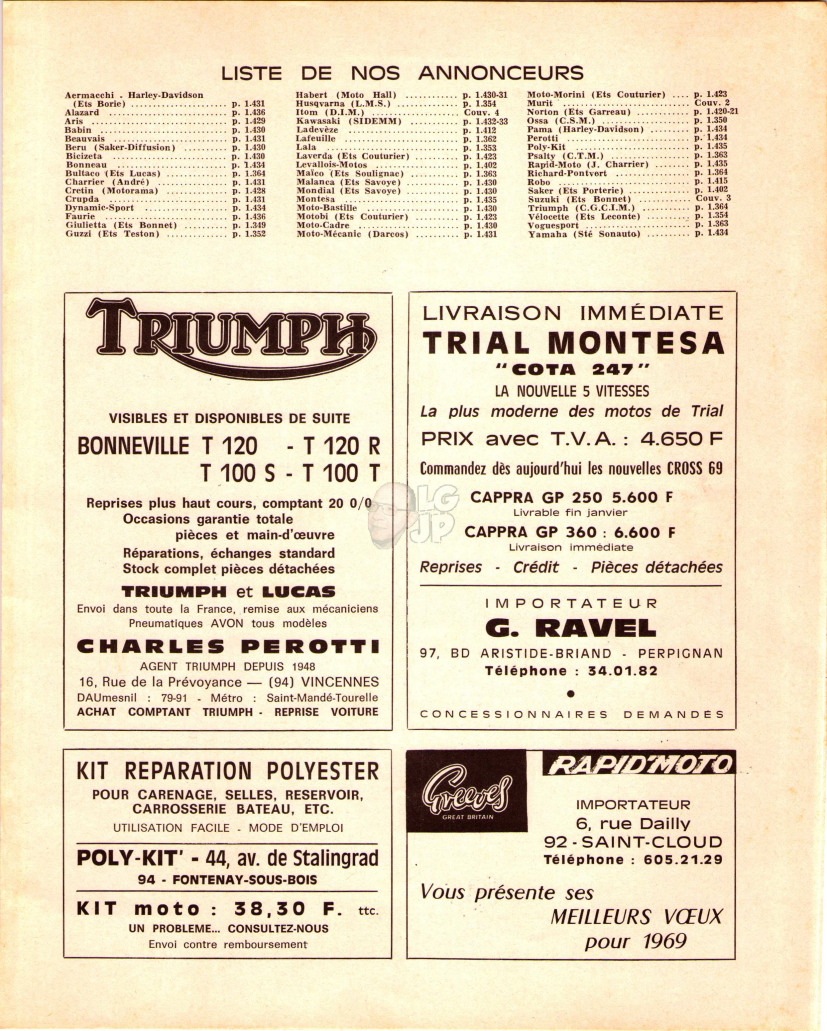 LISTE DE NOS ANNONCEURS
Aermacchi - Harley-Davidson
(Ets Borie) ........................ p. 1.431
Alazard ............................ p. 1.436
Aris ............................... p. 1.429
Babin .............................. p. 1.430
Beauvais ........................... p. 1.431
Beru (Saker-Diffusion) ............. p. 1.430
Bicizeta ........................... p. 1.430
Bonneau ............................ p. 1.434
Bultaco (Ets Lucas) ................ p. 1.364
Charrier (André) ................... p. 1.431
Cretin (Motorama) .................. p. 1.428
Crupda ............................. p. 1.431
Dynamic-Sport ...................... p. 1.434
Faurie ............................. p. 1.436
Giulietta (Ets Bonnet) ............. p. 1.349
Guzzi (Ets Teston) ................. p. 1.352
Habert (Moto Hall) ............ p. 1.430-31
Husqvarna (L.M.S.) ............. p. 1.354
Itom (D.I.M.) .................. Couv. 4
Kawasaki (SIDEMM) ............ p. 1.432-33
Ladevèze ....................... p. 1.412
Lafeuille ...................... p. 1.362
Lala ........................... p. 1.353
Laverda (Ets Couturier) ........ p. 1.423
Levallois-Motos ................ p. 1.402
Maïco (Ets Soulignac) .......... p. 1.363
Malanca (Ets Savoye) ........... p. 1.430
Mondial (Ets Savoye) ........... p. 1.430
Montesa ........................ p. 1.435
Moto-Bastille .................. p. 1.430
Motobi (Ets Couturier) ......... p. 1.423
Moto-Cadre ..................... p. 1.430
Moto-Mécanic (Darcos) .......... p. 1.431
Moto-Morini (Ets Couturier) .... p. 1.423
Murit .......................... Couv. 2
Norton (Ets Garreau) ......... p. 1.420-21
Ossa (C.S.M.) .................. p. 1.350
Pama (Harley-Davidson) ......... p. 1.434
Perotti ........................ p. 1.434
Poly-Kit ....................... p. 1.435
Psalty (C.T.M.) ................ p. 1.363
Rapid-Moto (J. Charrier) ....... p. 1.435
Richard-Pontvert ............... p. 1.364
Robo ........................... p. 1.415
Saker (Ets Porterie) ........... p. 1.402
Suzuki (Ets Bonnet) ............ Couv. 3
Triumph (C.G.C.I.M.) ........... p. 1.364
Vélocette (Ets Leconte) ........ p. 1.354
Voguesport ..................... p. 1.363
Yamaha (Sté Sonauto) ........... p. 1.434
TRIUMPH
VISIBLES ET DISPONIBLES DE SUITE
BONNEVILLE T 120 - T 120 R
T 100 S - T 100 T
Reprises plus haut cours, comptant 20 0/0
Occasions garantie totale
pièces et main-d'œuvre
Réparations, échanges standard
Stock complet pièces détachées
TRIUMPH et LUCAS
Envoi dans toute la France, remise aux mécaniciens
Pneumatiques AVON tous modèles
CHARLES PEROTTI
AGENT TRIUMPH DEPUIS 1948
16, Rue de la Prévoyance — (94) VINCENNES
DAUmesnil : 79-91 - Métro : Saint-Mandé-Tourelle
ACHAT COMPTANT TRIUMPH - REPRISE VOITURE
LIVRAISON IMMÉDIATE
TRIAL MONTESA
"COTA 247"
LA NOUVELLE 5 VITESSES
La plus moderne des motos de Trial
PRIX avec T.V.A. : 4.650 F
Commandez dès aujourd'hui les nouvelles CROSS 69
CAPPRA GP 250 5.600 F
Livrable fin janvier
CAPPRA GP 360 : 6.600 F
Livraison immédiate
Reprises - Crédit - Pièces détachées
IMPORTATEUR
G. RAVEL
97, BD ARISTIDE-BRIAND - PERPIGNAN
Téléphone : 34.01.82
CONCESSIONNAIRES DEMANDÉS
LG
JP
KIT REPARATION POLYESTER
POUR CARENAGE, SELLES, RESERVOIR,
CARROSSERIE BATEAU, ETC.
UTILISATION FACILE - MODE D'EMPLOI
POLY-KIT' - 44, av. de Stalingrad
94 - FONTENAY-SOUS-BOIS
KIT moto : 38,30 F. ttc.
UN PROBLEME... CONSULTEZ-NOUS
Envoi contre remboursement
Greeves
GREAT BRITAIN
RAPID'MOTO
IMPORTATEUR
6, rue Dailly
92 - SAINT-CLOUD
Téléphone : 605.21.29
Vous présente ses
MEILLEURS VŒUX
pour 1969